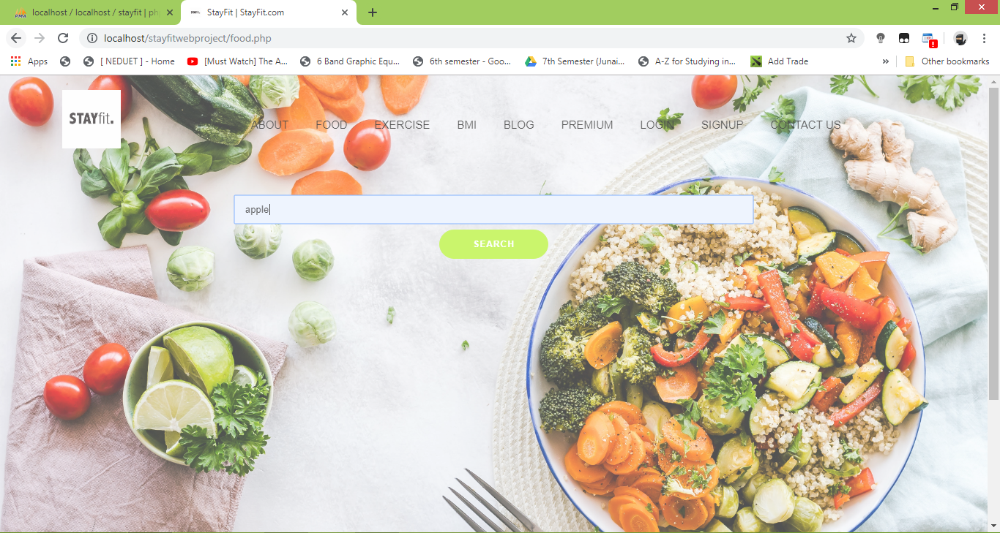 localhost / localhost / stayfit | ph
StayFit | StayFit.com
localhost/stayfitwebproject/food.php
Apps
[ NEDUET ] - Home
[Must Watch] The A...
6 Band Graphic Equ...
6th semester - Goo...
7th Semester (Junai...
A-Z for Studying in...
Add Trade
»
Other bookmarks
STAYfit.
ABOUT FOOD EXERCISE BMI BLOG PREMIUM LOGIN SIGNUP CONTACT US
apple
SEARCH